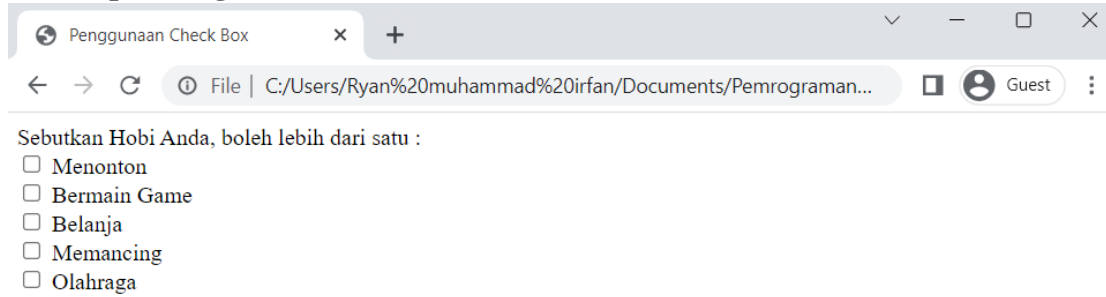 Penggunaan Check Box
File | C:/Users/Ryan%20muhammad%20irfan/Documents/Pemrograman... Guest
Sebutkan Hobi Anda, boleh lebih dari satu :
Menonton
Bermain Game
Belanja
Memancing
Olahraga